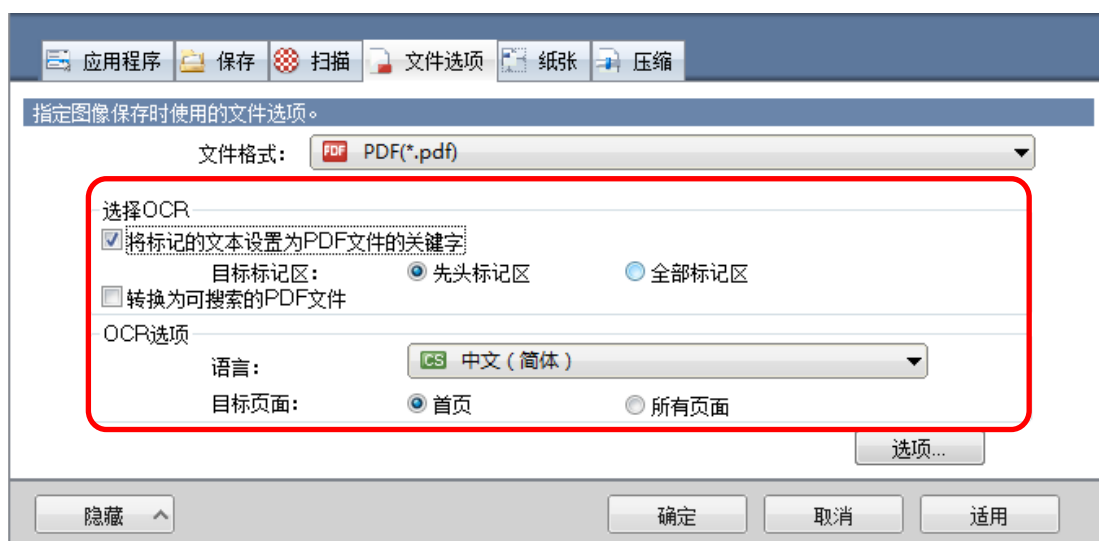 应用程序 保存 扫描 文件选项 纸张 压缩
指定图像保存时使用的文件选项。
文件格式： PDF PDF(*.pdf)
选择OCR
将标记的文本设置为PDF文件的关键字
目标标记区： 先头标记区 全部标记区
转换为可搜索的PDF文件
OCR选项
语言： CS 中文（简体）
目标页面： 首页 所有页面
选项...
隐藏 确定 取消 适用